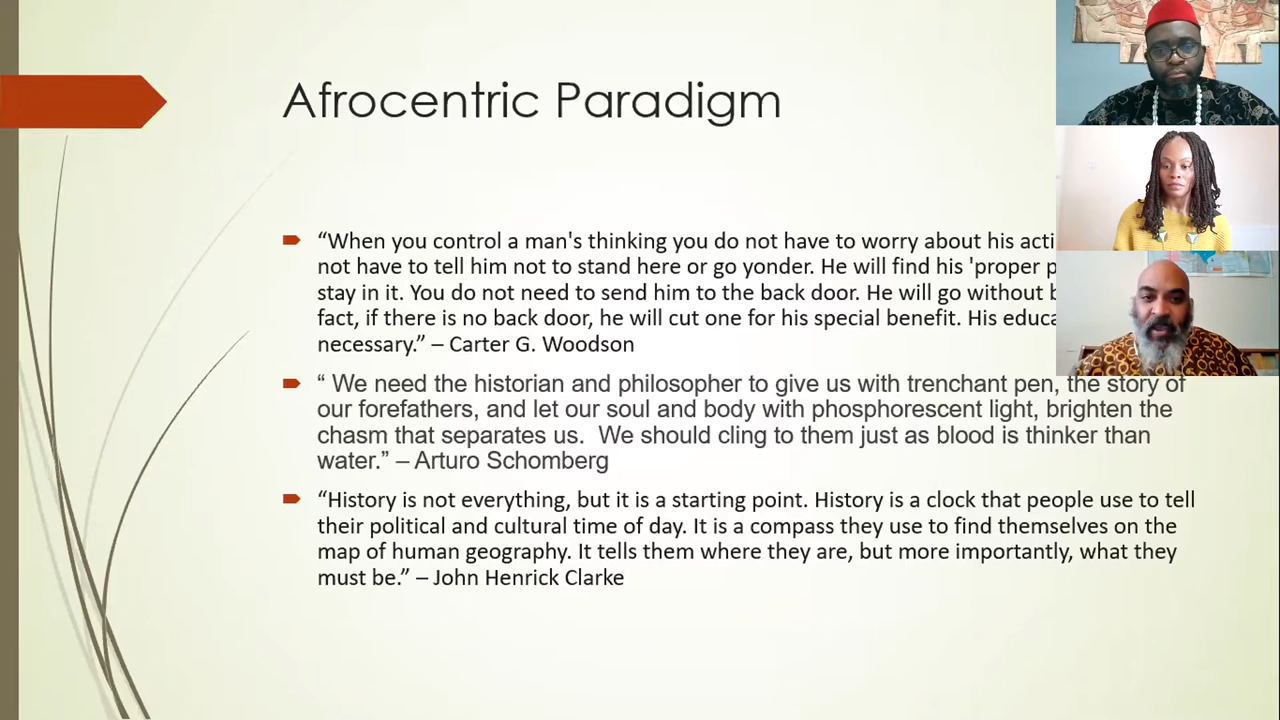 Afrocentric Paradigm
“When you control a man's thinking you do not have to worry about his
not have to tell him not to stand here or go yonder. He will find his 'proper
stay in it. You do not need to send him to the back door. He will go without
fact, if there is no back door, he will cut one for his special benefit. His
necessary.” – Carter G. Woodson
“ We need the historian and philosopher to give us with trenchant pen, the story of
our forefathers, and let our soul and body with phosphorescent light, brighten the
chasm that separates us.  We should cling to them just as blood is thinker than
water.” – Arturo Schomberg
“History is not everything, but it is a starting point. History is a clock that people use to tell
their political and cultural time of day. It is a compass they use to find themselves on the
map of human geography. It tells them where they are, but more importantly, what they
must be.” – John Henrick Clarke